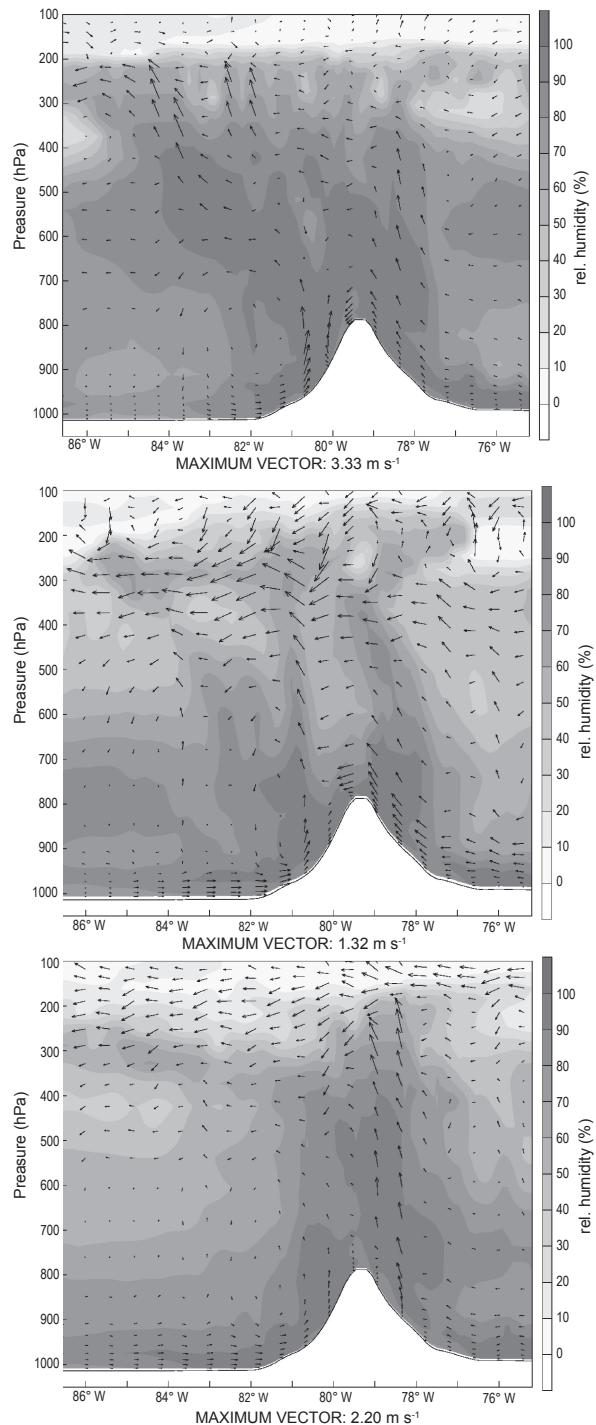 100
200
300
400
500
600
700
800
900
1000
Preasure (hPa)
86° W
84° W
82° W
80° W
78° W
76° W
100
90
80
70
60
50
40
30
20
10
0
rel. humidity (%)
MAXIMUM VECTOR: 3.33 m s-1
100
200
300
400
500
600
700
800
900
1000
Preasure (hPa)
86° W
84° W
82° W
80° W
78° W
76° W
100
90
80
70
60
50
40
30
20
10
0
rel. humidity (%)
MAXIMUM VECTOR: 1.32 m s-1
100
200
300
400
500
600
700
800
900
1000
Preasure (hPa)
86° W
84° W
82° W
80° W
78° W
76° W
100
90
80
70
60
50
40
30
20
10
0
rel. humidity (%)
MAXIMUM VECTOR: 2.20 m s-1